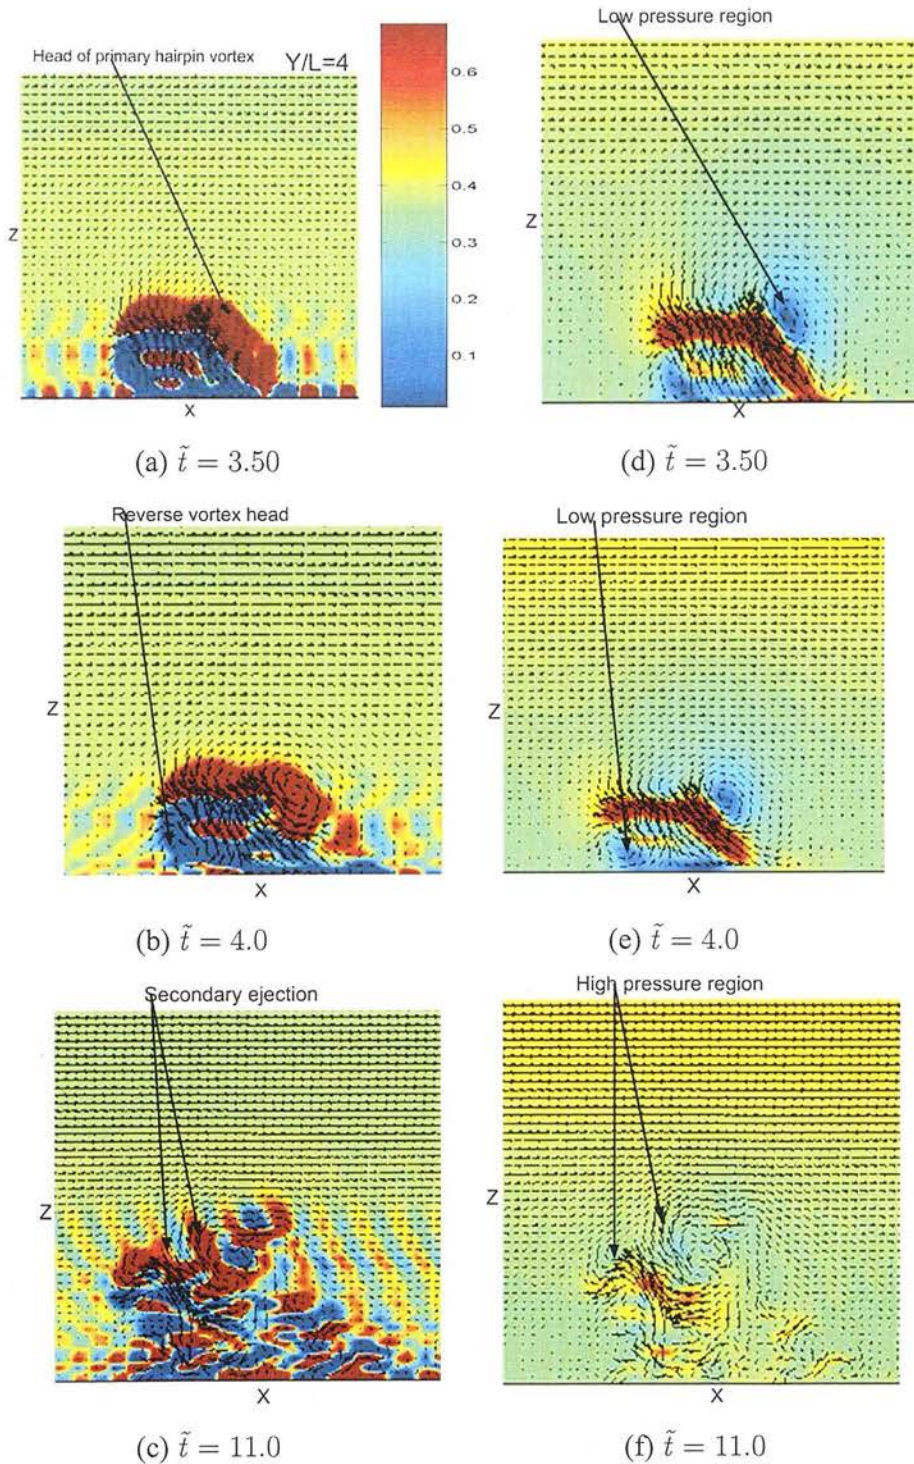 Head of primary hairpin vortex
Y/L=4
0.6
0.5
0.4
0.3
0.2
0.1
Z
X
(a) t̃ = 3.50
Low pressure region
Z
X
(d) t̃ = 3.50
Reverse vortex head
Z
X
(b) t̃ = 4.0
Low pressure region
Z
X
(e) t̃ = 4.0
Secondary ejection
Z
X
(c) t̃ = 11.0
High pressure region
Z
X
(f) t̃ = 11.0